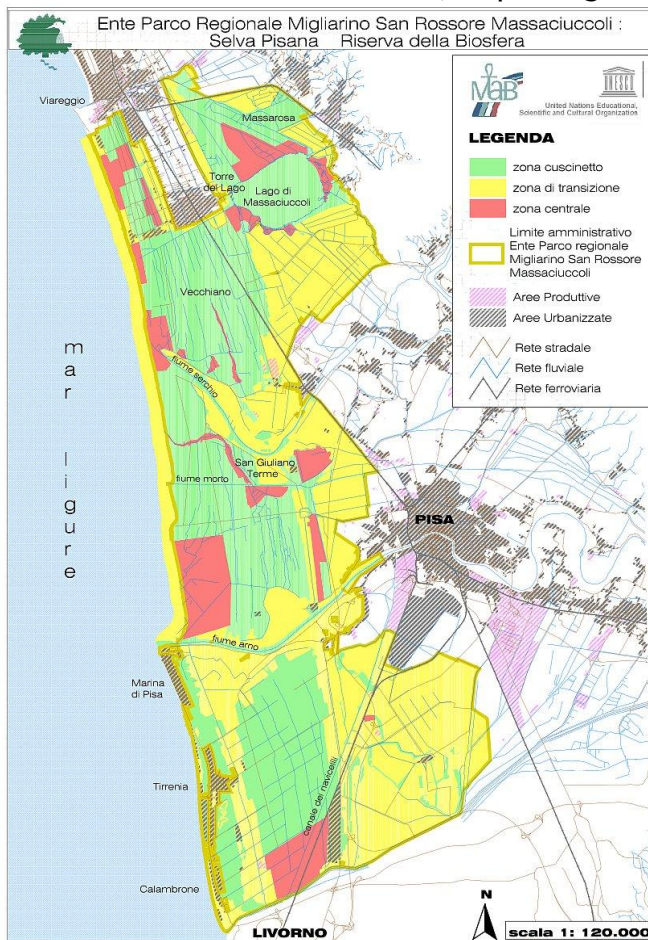 Ente Parco Regionale Migliarino San Rossore Massaciuccoli :
Selva Pisana Riserva della Biosfera
MaB
UNESCO
United Nations Educational,
Scientific and Cultural Organization
LEGENDA
zona cuscinetto
zona di transizione
zona centrale
Limite amministrativo
Ente Parco regionale
Migliarino San Rossore
Massaciuccoli
Aree Produttive
Aree Urbanizzate
Rete stradale
Rete fluviale
Rete ferroviaria
Viareggio
Massarosa
Torre
del Lago
Lago di
Massaciuccoli
Vecchiano
mar ligure
fiume serchio
San Giuliano
Terme
fiume morto
PISA
fiume arno
Marina
di Pisa
Tirrenia
canale dei navicelli
Calambrone
LIVORNO
N
scala 1: 120.000